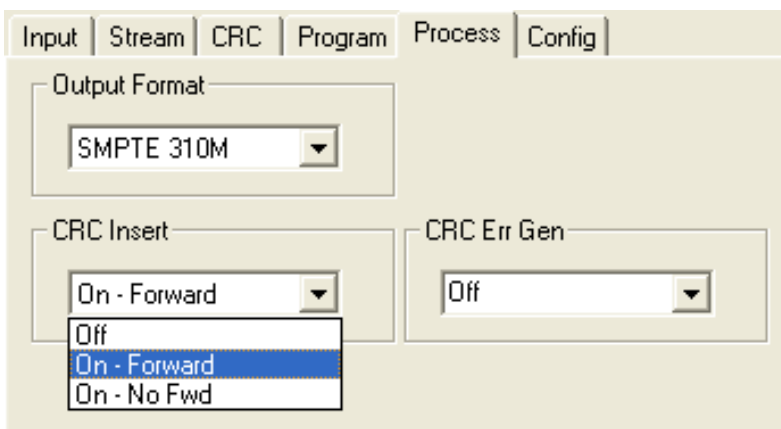 Input Stream CRC Program Process Config
Output Format
SMPTE 310M
CRC Insert CRC Err Gen
On - Forward Off
Off
On - Forward
On - No Fwd